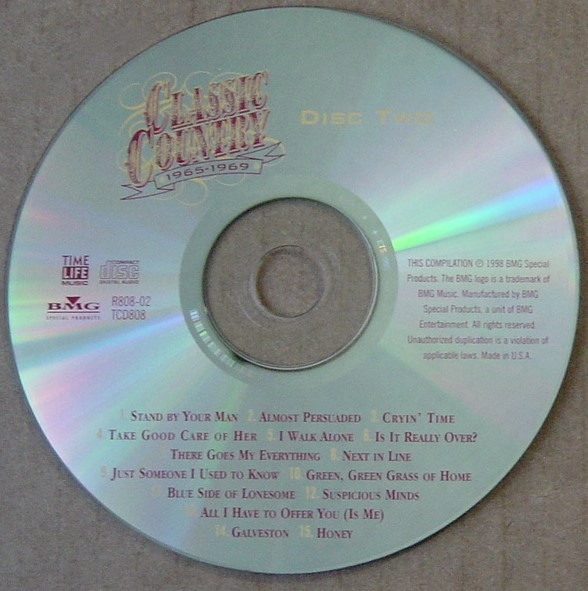 CLASSIC
COUNTRY
1965-1969
DISC TWO
TIME
LIFE
MUSIC
COMPACT
DISC
DIGITAL AUDIO
BMG
SPECIAL PRODUCTS
R808-02
TCD808
THIS COMPILATION ℗ 1998 BMG Special
Products. The BMG logo is a trademark of
BMG Music. Manufactured by BMG
Special Products, a unit of BMG
Entertainment. All rights reserved.
Unauthorized duplication is a violation of
applicable laws. Made in U.S.A.
1. STAND BY YOUR MAN 2. ALMOST PERSUADED 3. CRYIN' TIME
4. TAKE GOOD CARE OF HER 5. I WALK ALONE 6. IS IT REALLY OVER?
THERE GOES MY EVERYTHING 8. NEXT IN LINE
9. JUST SOMEONE I USED TO KNOW 10. GREEN, GREEN GRASS OF HOME
11. BLUE SIDE OF LONESOME 12. SUSPICIOUS MINDS
13. ALL I HAVE TO OFFER YOU (IS ME)
14. GALVESTON 15. HONEY